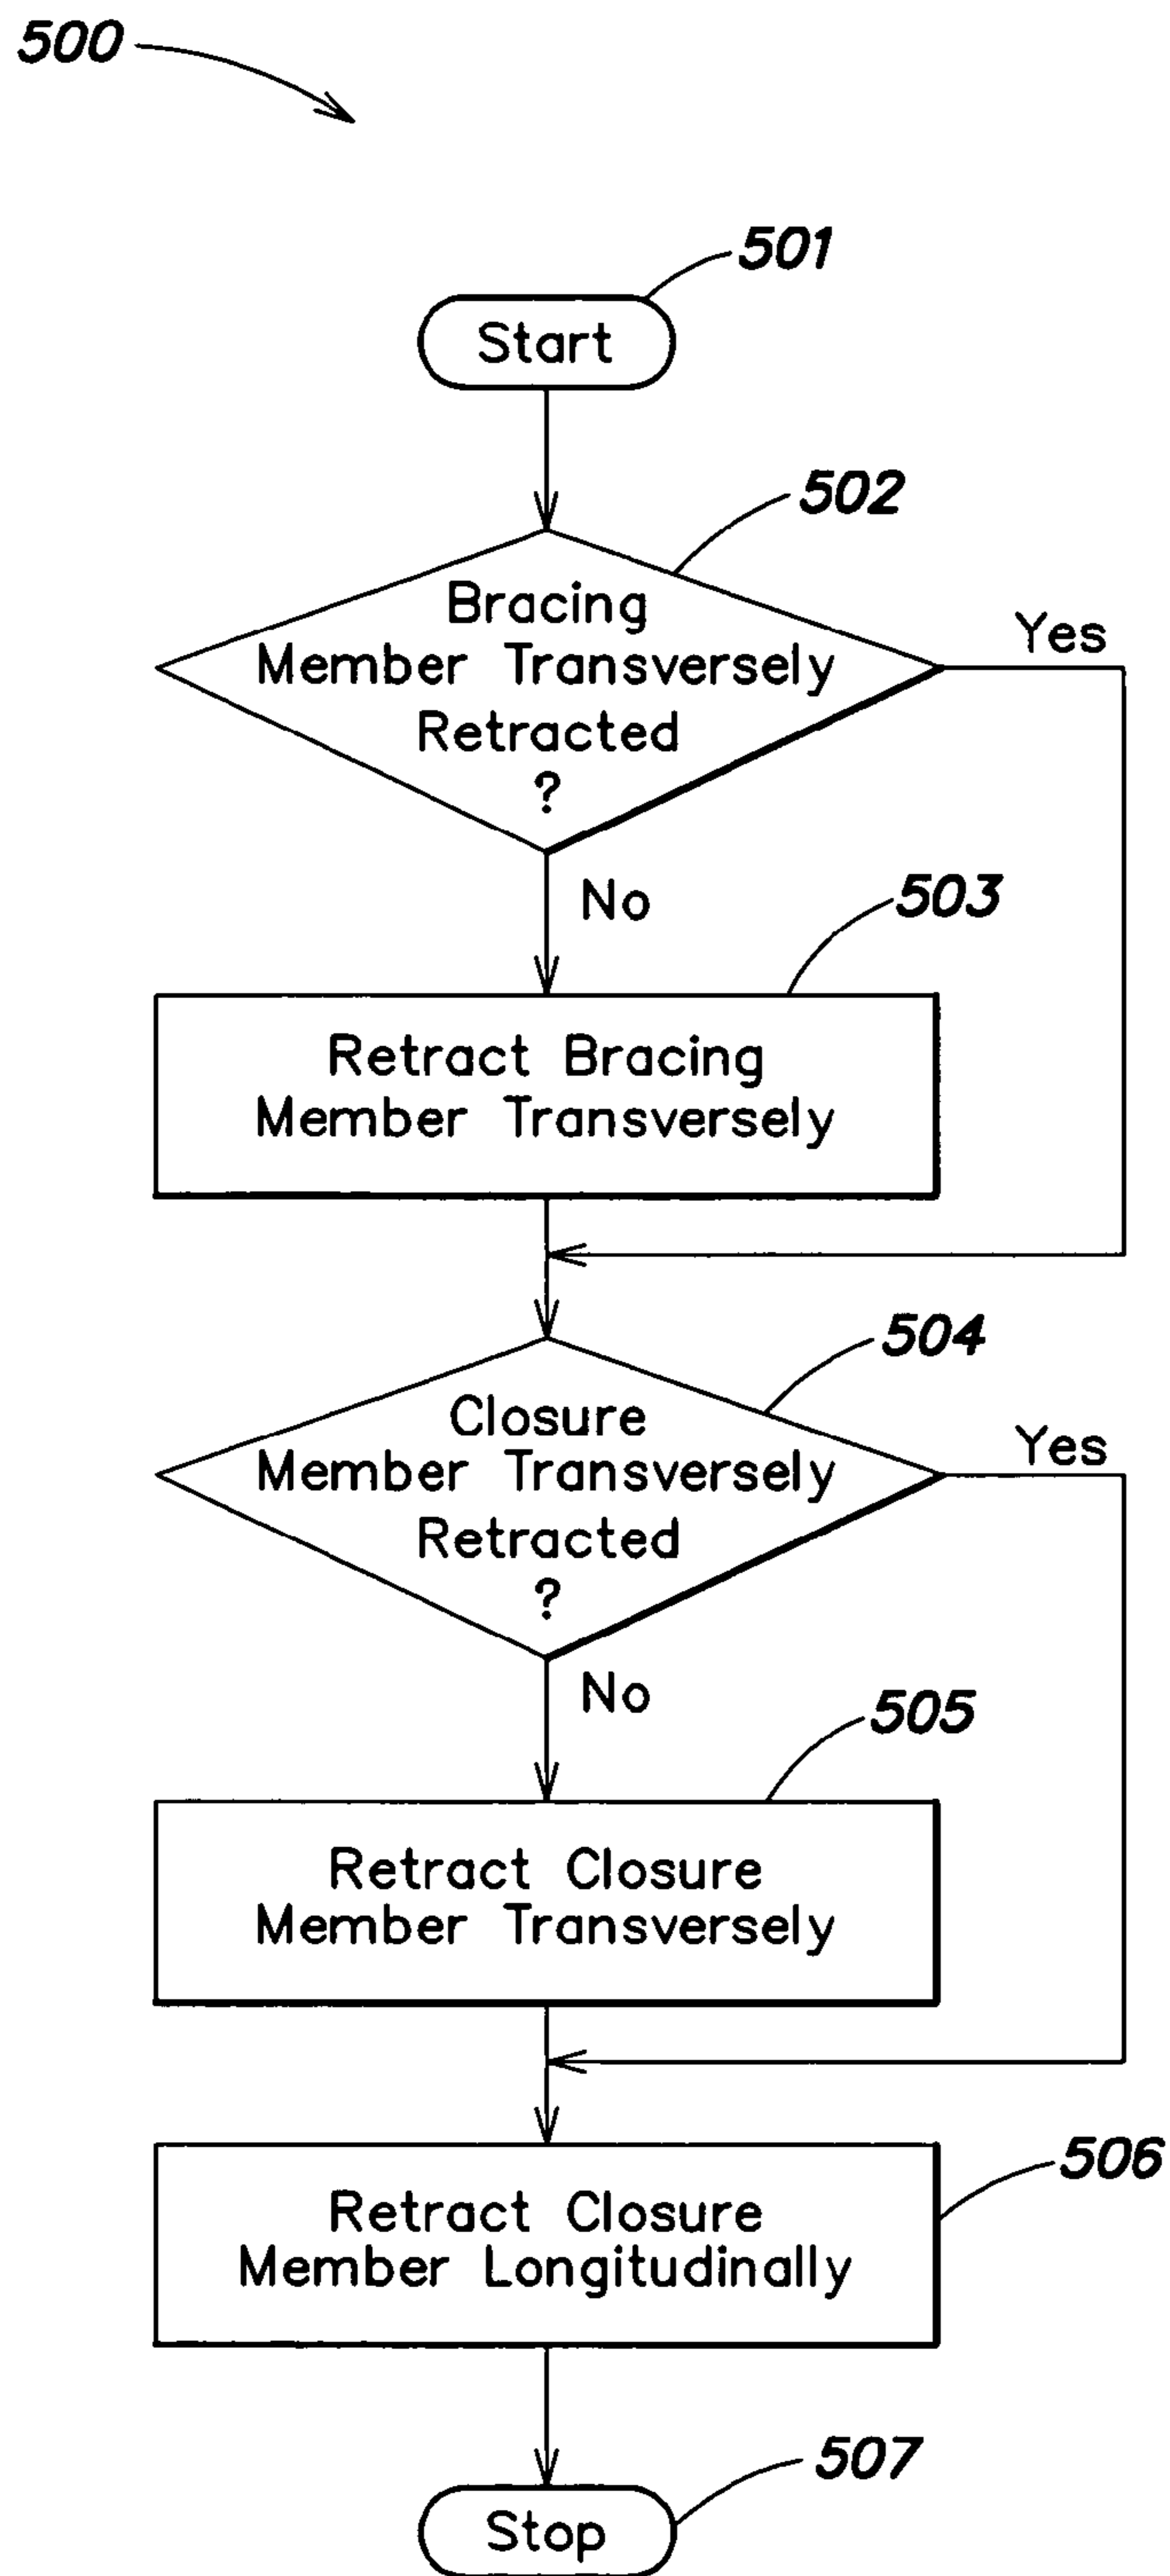 500
501
Start
502
Bracing
Member Transversely
Retracted
?
Yes
No
503
Retract Bracing
Member Transversely
504
Closure
Member Transversely
Retracted
?
Yes
No
505
Retract Closure
Member Transversely
506
Retract Closure
Member Longitudinally
507
Stop